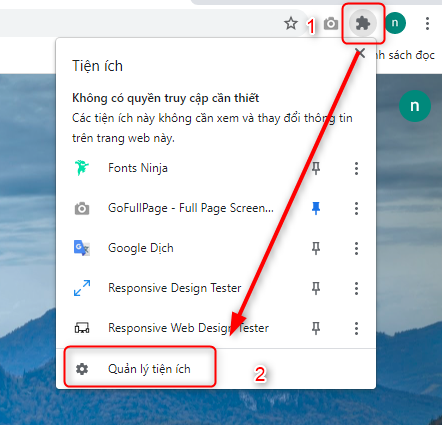 1
n
nh sách đọc
Tiện ích
n
Không có quyền truy cập cần thiết
Các tiện ích này không cần xem và thay đổi thông tin
trên trang web này.
Fonts Ninja
GoFullPage - Full Page Screen...
Google Dịch
Responsive Design Tester
Responsive Web Design Tester
Quản lý tiện ích
2